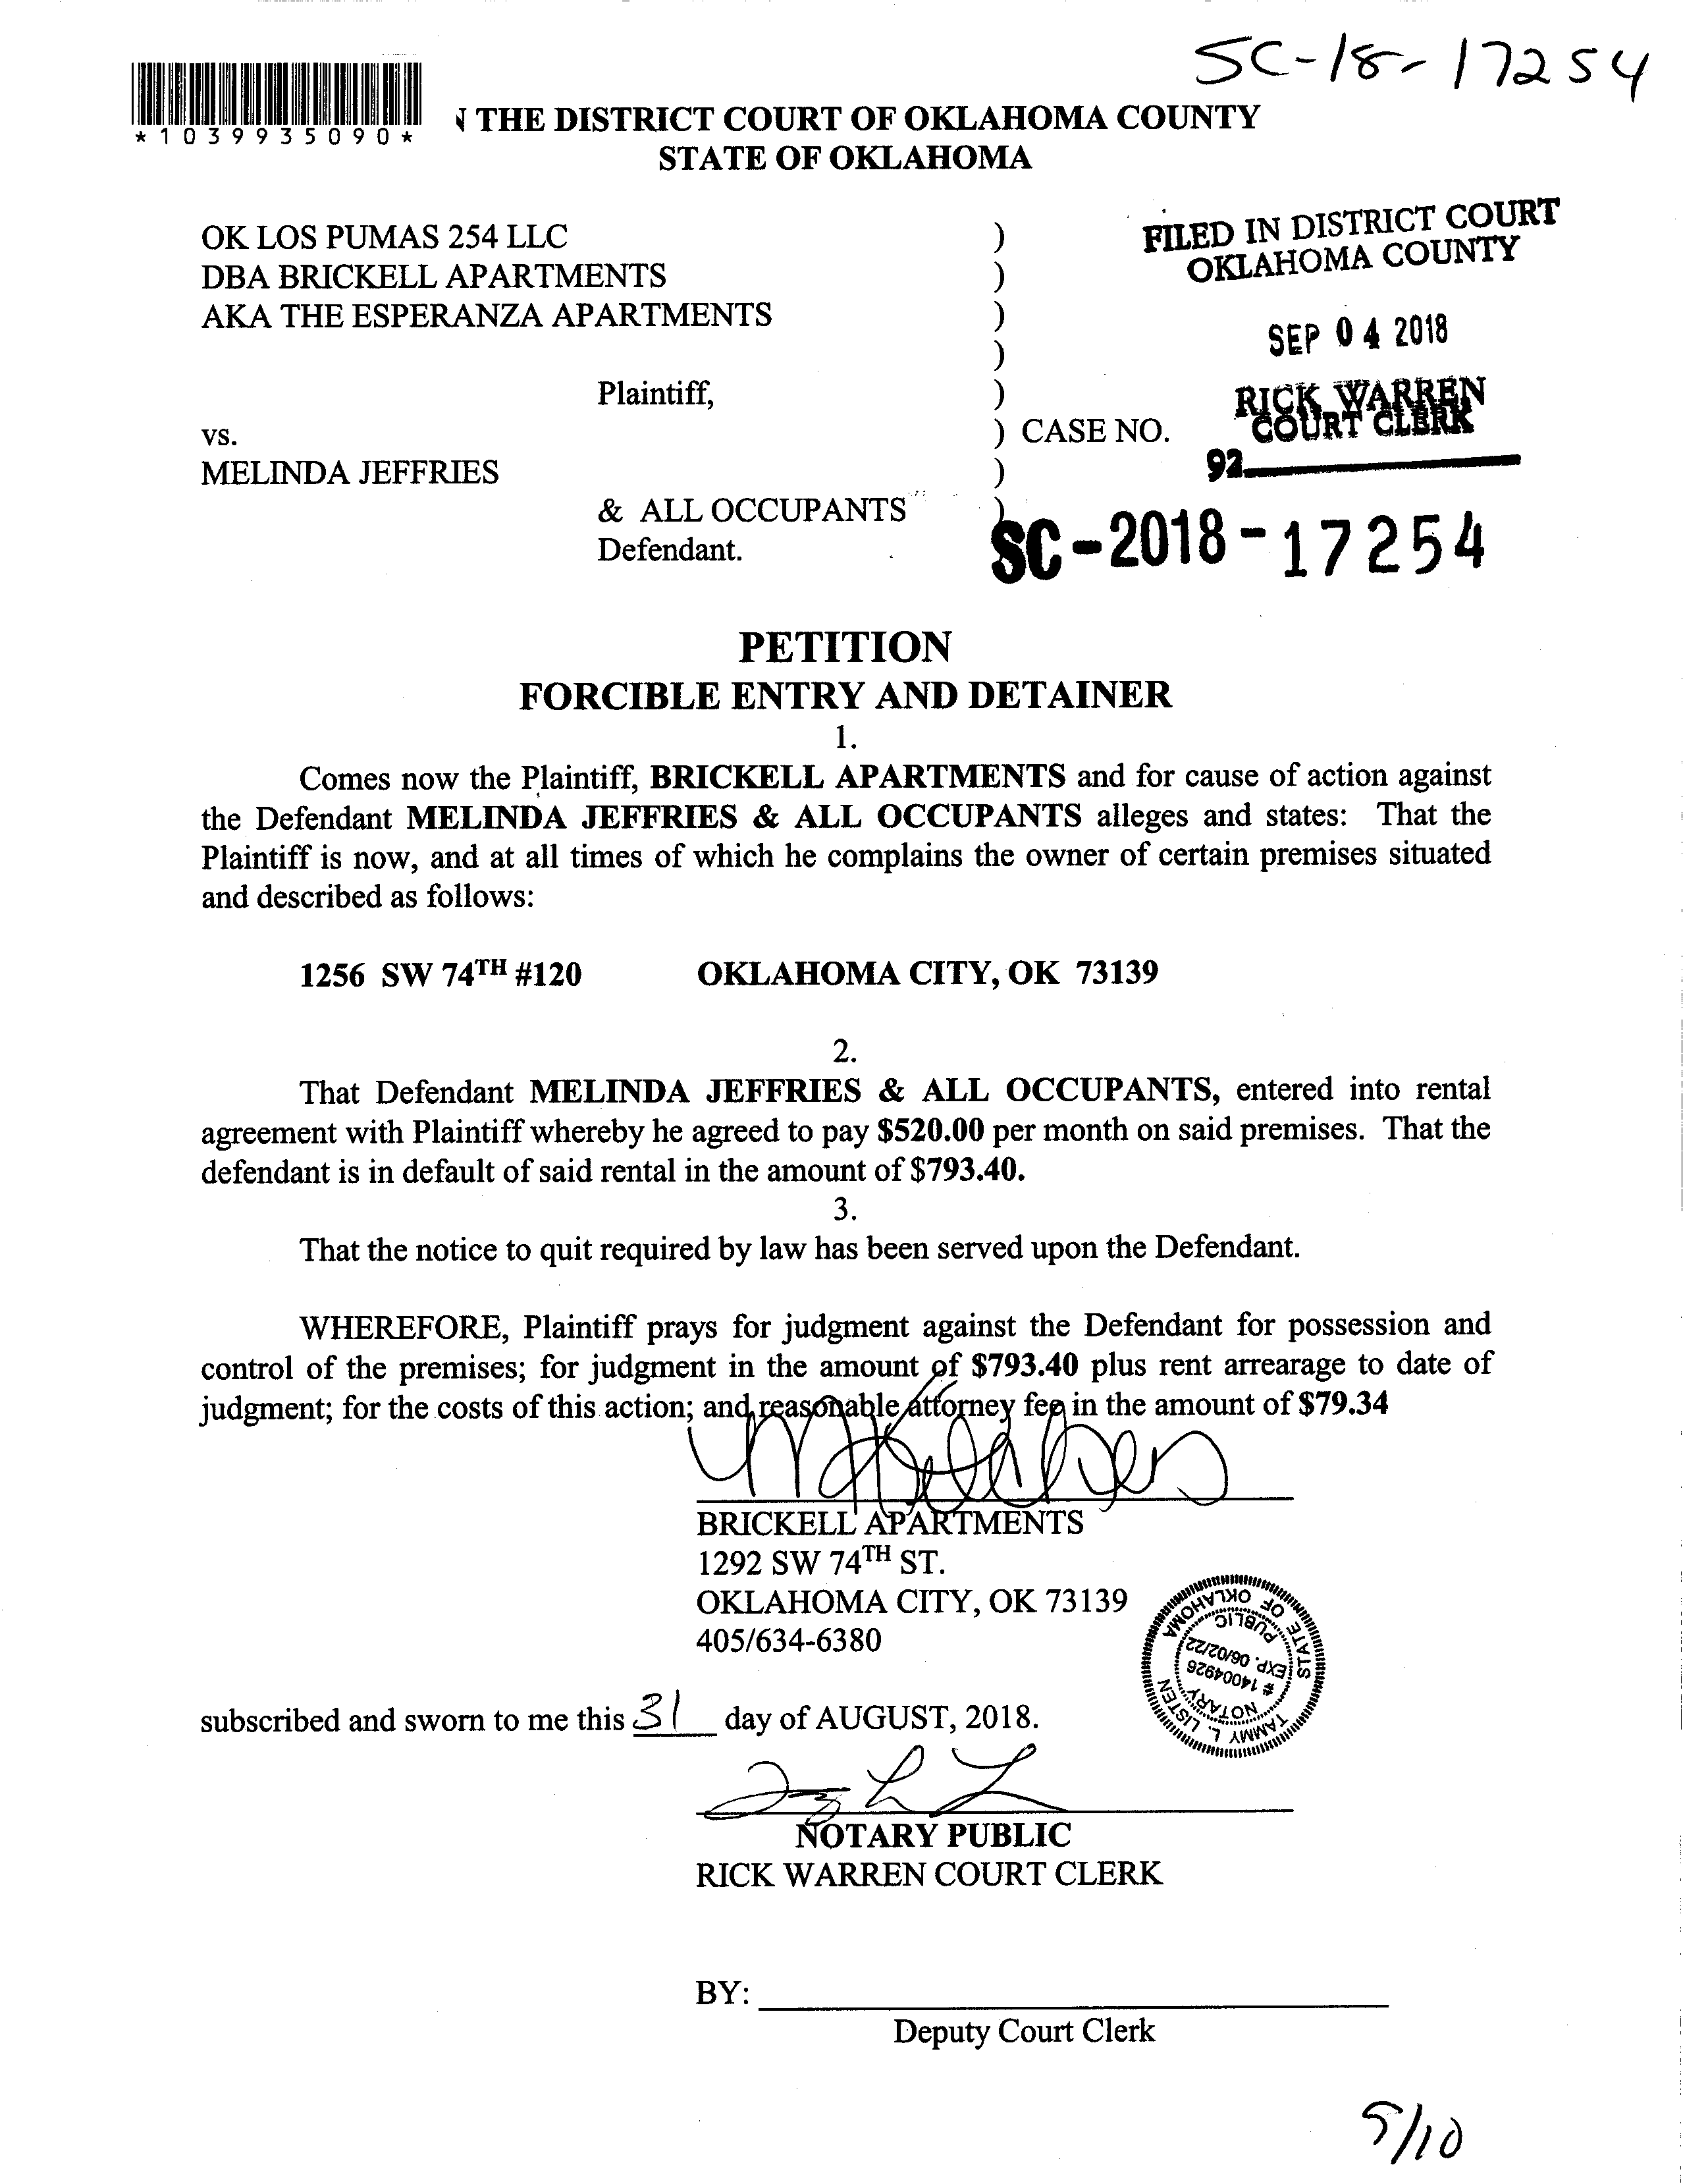 SC-18-17254
*1039935090*
N THE DISTRICT COURT OF OKLAHOMA COUNTY
STATE OF OKLAHOMA
OK LOS PUMAS 254 LLC )
DBA BRICKELL APARTMENTS )
AKA THE ESPERANZA APARTMENTS )
)
Plaintiff, )
vs. ) CASE NO.
MELINDA JEFFRIES )
& ALL OCCUPANTS )
Defendant.
FILED IN DISTRICT COURT
OKLAHOMA COUNTY
SEP 04 2018
RICK WARREN
COURT CLERK
92
SC-2018-17254
PETITION
FORCIBLE ENTRY AND DETAINER
1.
Comes now the Plaintiff, BRICKELL APARTMENTS and for cause of action against
the Defendant MELINDA JEFFRIES & ALL OCCUPANTS alleges and states: That the
Plaintiff is now, and at all times of which he complains the owner of certain premises situated
and described as follows:
1256 SW 74TH #120 OKLAHOMA CITY, OK 73139
2.
That Defendant MELINDA JEFFRIES & ALL OCCUPANTS, entered into rental
agreement with Plaintiff whereby he agreed to pay $520.00 per month on said premises. That the
defendant is in default of said rental in the amount of $793.40.
3.
That the notice to quit required by law has been served upon the Defendant.
WHEREFORE, Plaintiff prays for judgment against the Defendant for possession and
control of the premises; for judgment in the amount of $793.40 plus rent arrearage to date of
judgment; for the costs of this action; and reasonable attorney fee in the amount of $79.34
BRICKELL APARTMENTS
1292 SW 74TH ST.
OKLAHOMA CITY, OK 73139
405/634-6380
TAMMY L. LISTEN
STATE OF OKLAHOMA
NOTARY
PUBLIC
# 14004926
EXP. 06/02/22
subscribed and sworn to me this 31 day of AUGUST, 2018.
NOTARY PUBLIC
RICK WARREN COURT CLERK
BY:
Deputy Court Clerk
9/10